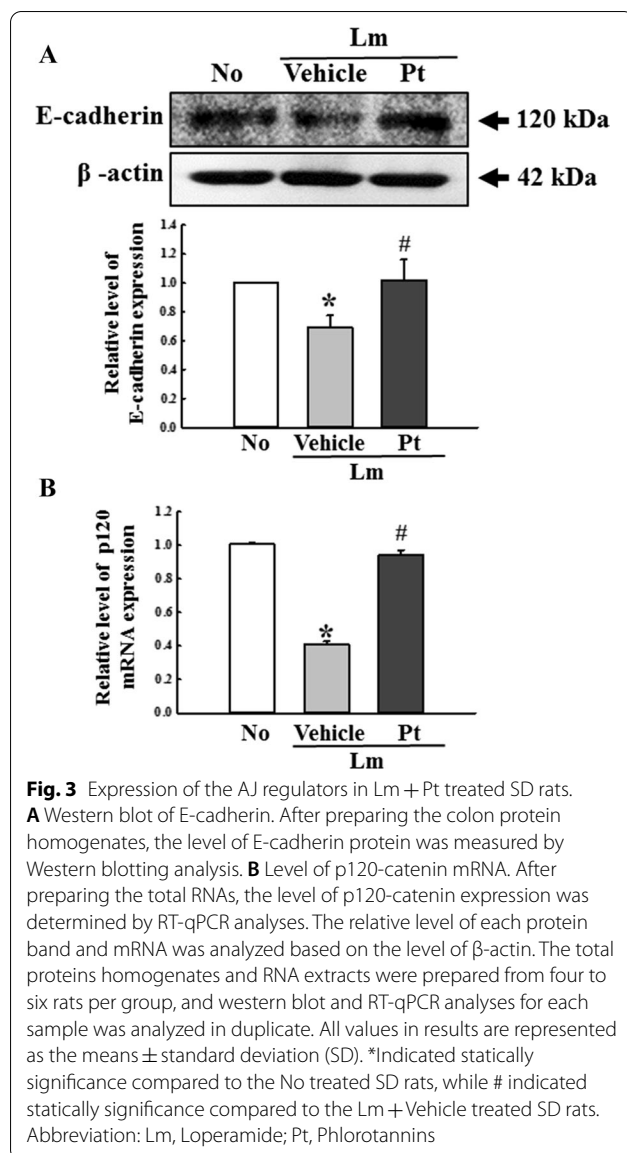 A
Lm
No Vehicle Pt
E-cadherin 120 kDa
β -actin 42 kDa
Relative level of
E-cadherin expression
1.4
1.2
1.0
0.8
0.6
0.4
0.2
0.0
*
#
No Vehicle Pt
Lm
B
Relative level of p120
mRNA expression
1.2
1.0
0.8
0.6
0.4
0.2
0.0
*
#
No Vehicle Pt
Lm
Fig. 3 Expression of the AJ regulators in Lm + Pt treated SD rats.
A Western blot of E-cadherin. After preparing the colon protein
homogenates, the level of E-cadherin protein was measured by
Western blotting analysis. B Level of p120-catenin mRNA. After
preparing the total RNAs, the level of p120-catenin expression was
determined by RT-qPCR analyses. The relative level of each protein
band and mRNA was analyzed based on the level of β-actin. The total
proteins homogenates and RNA extracts were prepared from four to
six rats per group, and western blot and RT-qPCR analyses for each
sample was analyzed in duplicate. All values in results are represented
as the means ± standard deviation (SD). *Indicated statically
significance compared to the No treated SD rats, while # indicated
statically significance compared to the Lm + Vehicle treated SD rats.
Abbreviation: Lm, Loperamide; Pt, Phlorotannins